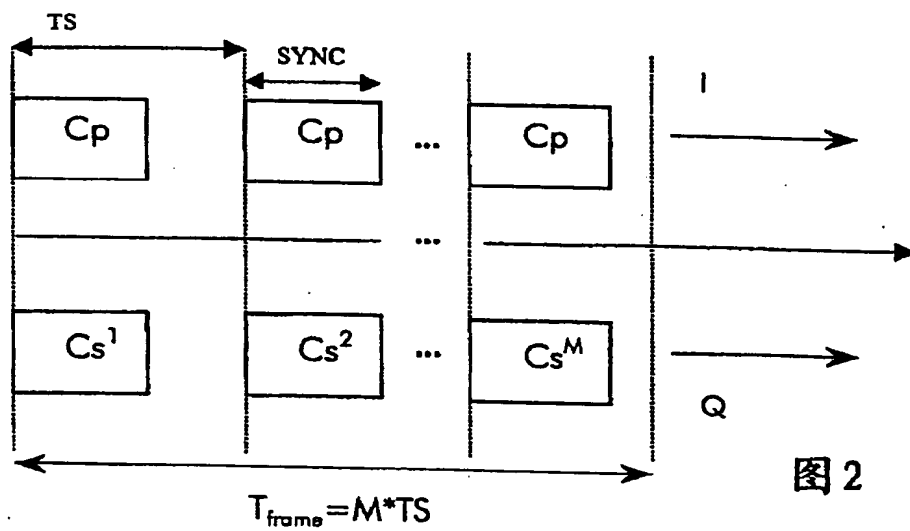 TS
SYNC
I
Cp Cp ... Cp
...
Cs¹ Cs² ... Csᴹ
Q
图 2
T_frame=M*TS